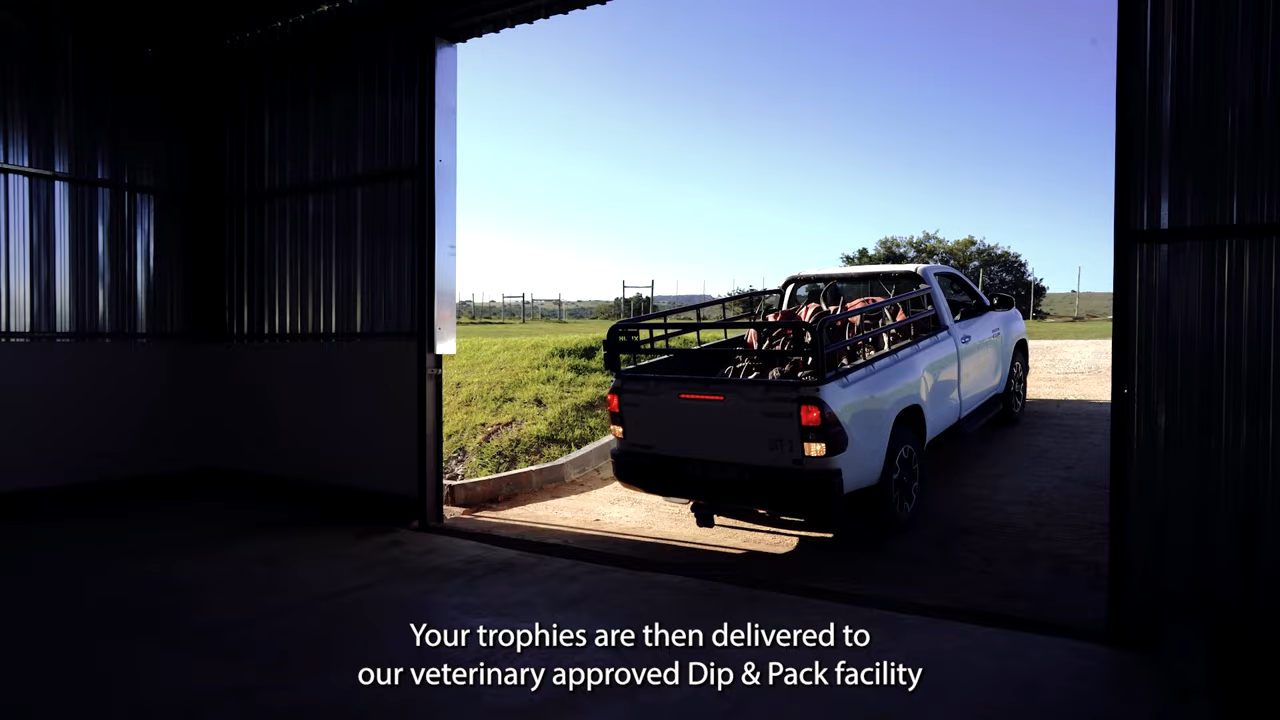 Your trophies are then delivered to
our veterinary approved Dip & Pack facility